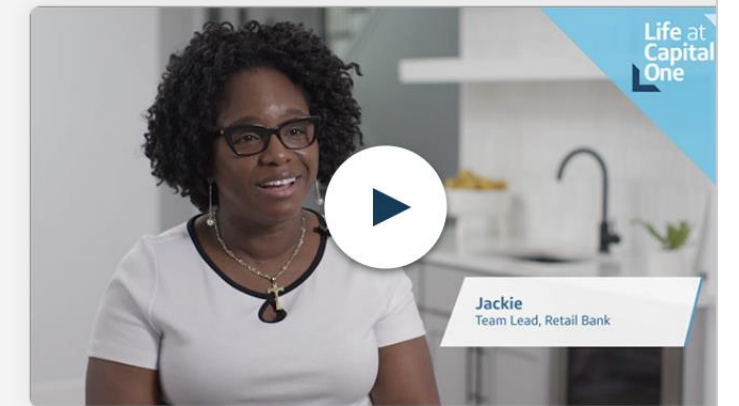 Life at
Capital
One
Jackie
Team Lead, Retail Bank